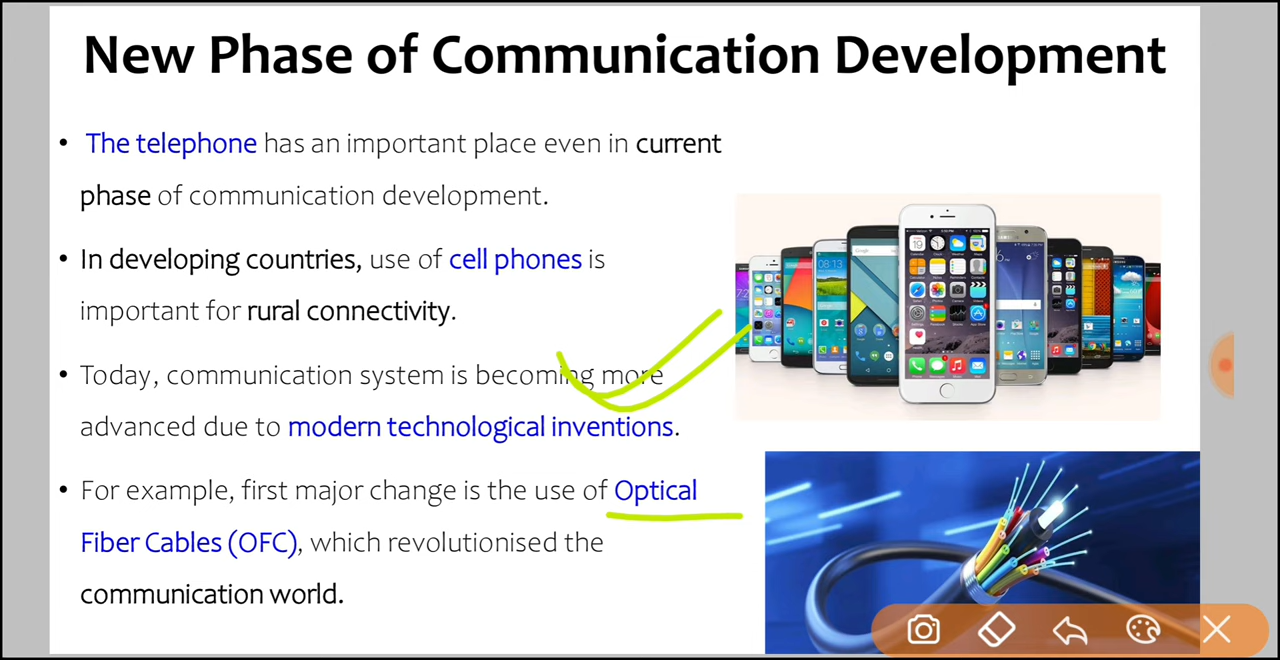 New Phase of Communication Development
• The telephone has an important place even in current
phase of communication development.
• In developing countries, use of cell phones is
important for rural connectivity.
• Today, communication system is becoming more
advanced due to modern technological inventions.
• For example, first major change is the use of Optical
Fiber Cables (OFC), which revolutionised the
communication world.